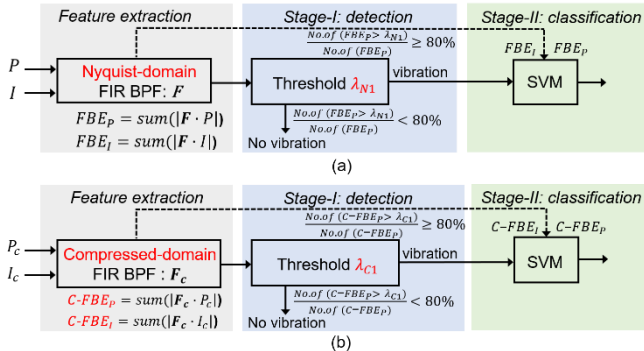 Feature extraction
Stage-I: detection
Stage-II: classification
No.of (FBE_P > λ_N1) / No.of (FBE_P) ≥ 80%
FBE_I FBE_P
P
I
Nyquist-domain
FIR BPF: F
Threshold λ_N1
vibration
SVM
FBE_P = sum(|F · P|)
FBE_I = sum(|F · I|)
No.of (FBE_P > λ_N1) / No.of (FBE_P) < 80%
No vibration
(a)
Feature extraction
Stage-I: detection
Stage-II: classification
No.of (C-FBE_P > λ_C1) / No.of (C-FBE_P) ≥ 80%
C-FBE_I C-FBE_P
P_c
I_c
Compressed-domain
FIR BPF: F_c
Threshold λ_C1
vibration
SVM
C-FBE_P = sum(|F_c · P_c|)
C-FBE_I = sum(|F_c · I_c|)
No.of (C-FBE_P > λ_C1) / No.of (C-FBE_P) < 80%
No vibration
(b)